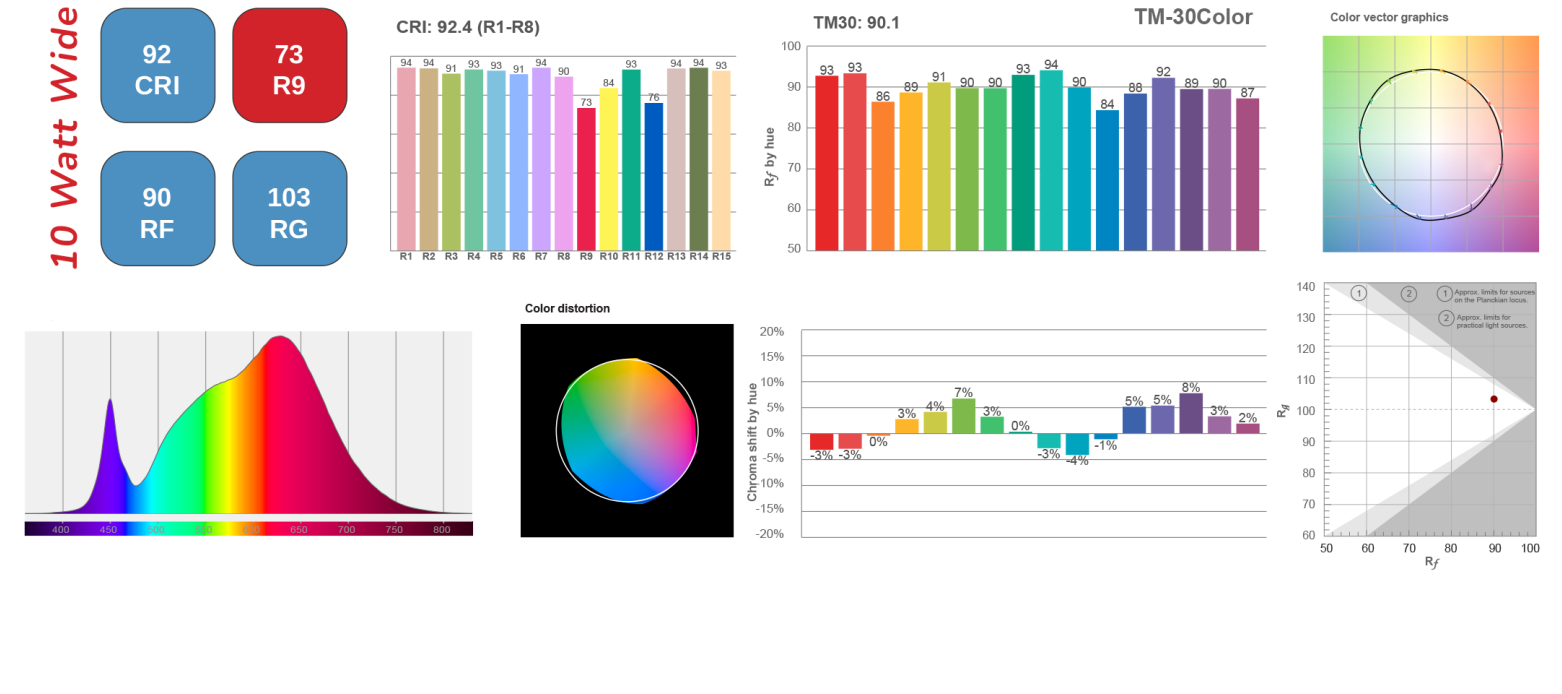 10 Watt Wide
92
CRI
73
R9
90
RF
103
RG
CRI: 92.4 (R1-R8)
94 94 91 93 93 91 94 90 73 84 93 76 94 94 93
R1 R2 R3 R4 R5 R6 R7 R8 R9 R10 R11 R12 R13 R14 R15
TM30: 90.1
TM-30Color
Rf by hue
100
90
80
70
60
50
93 93 86 89 91 90 90 93 94 90 84 88 92 89 90 87
Color vector graphics
400 450 500 550 600 650 700 750 800
Color distortion
Chroma shift by hue
20%
15%
10%
5%
0%
-5%
-10%
-15%
-20%
-3% -3% 0% 3% 4% 7% 3% 0% -3% -4% -1% 5% 5% 8% 3% 2%
Rg
140
130
120
110
100
90
80
70
60
1 2
1 Approx. limits for sources
on the Planckian locus.
2 Approx. limits for
practical light sources.
50 60 70 80 90 100
Rf